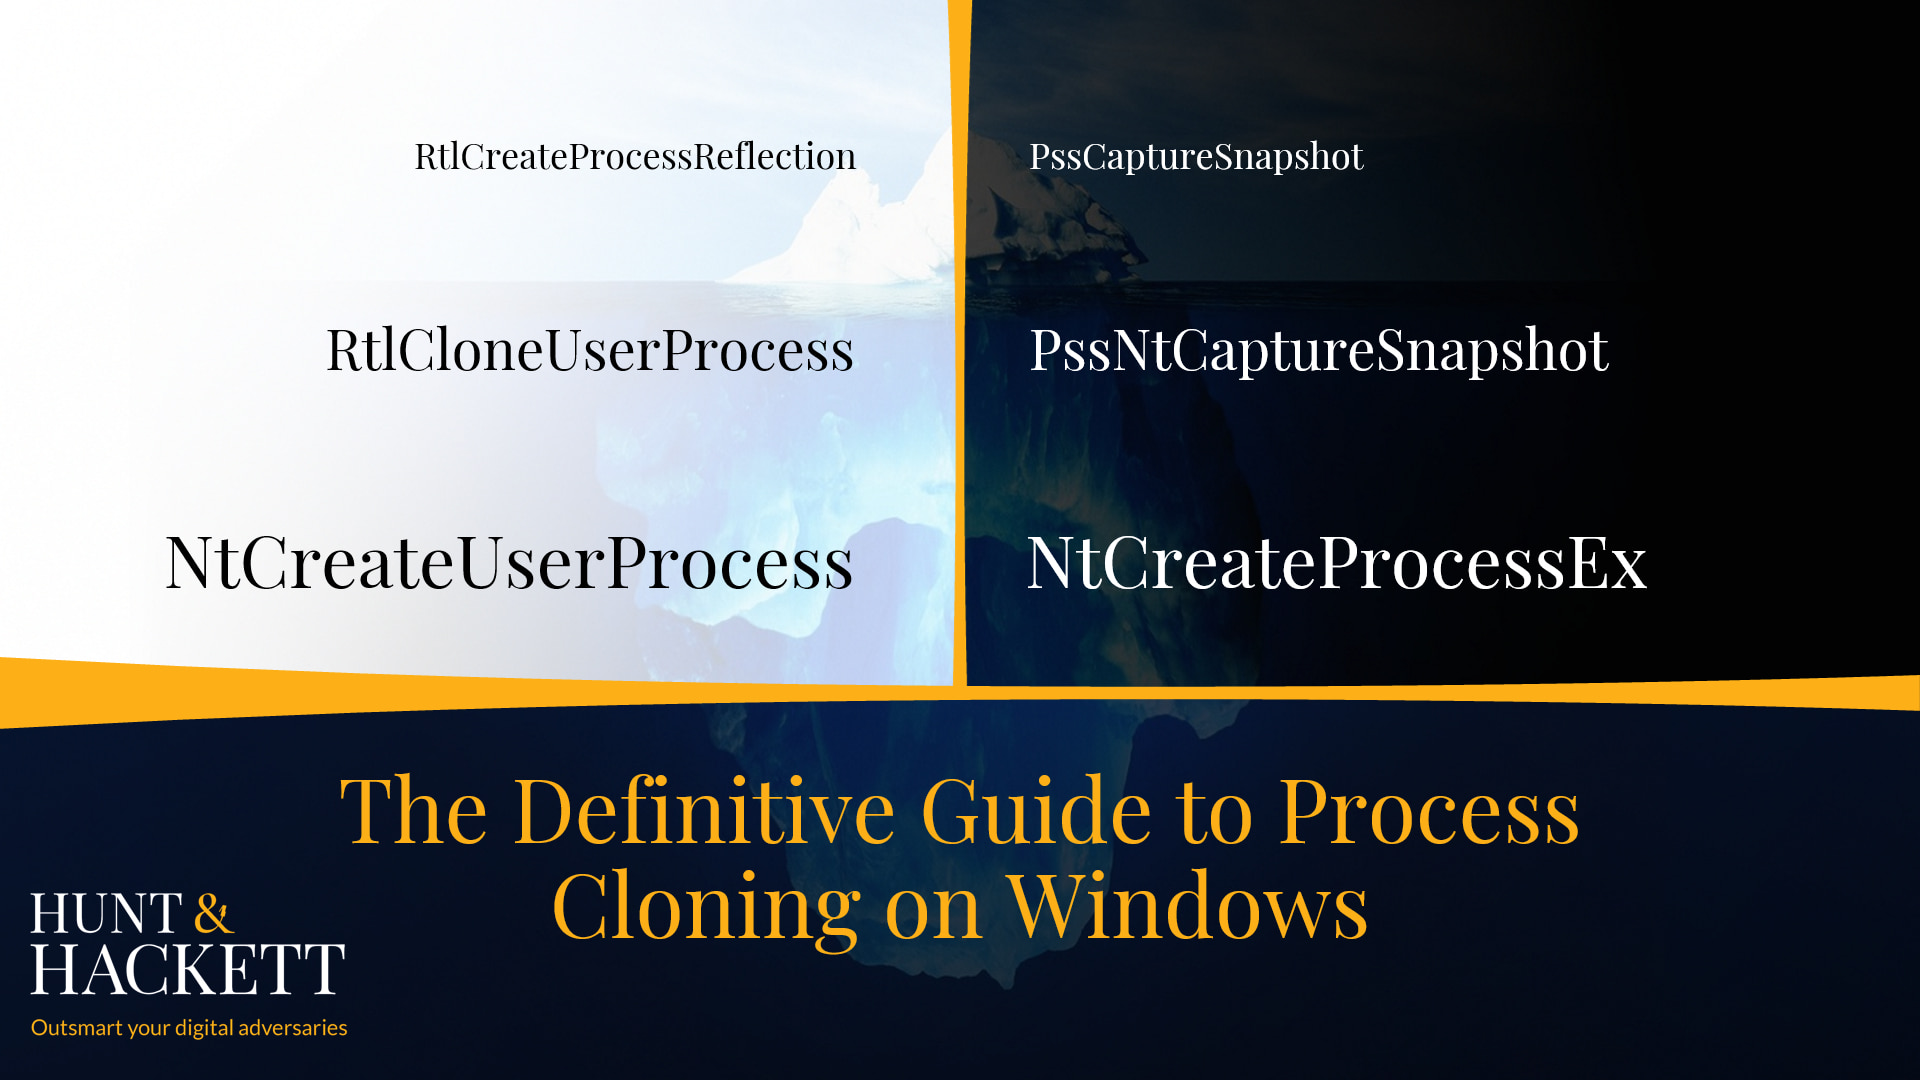 RtlCreateProcessReflection
RtlCloneUserProcess
NtCreateUserProcess
PssCaptureSnapshot
PssNtCaptureSnapshot
NtCreateProcessEx
The Definitive Guide to Process
Cloning on Windows
HUNT &
HACKETT
Outsmart your digital adversaries